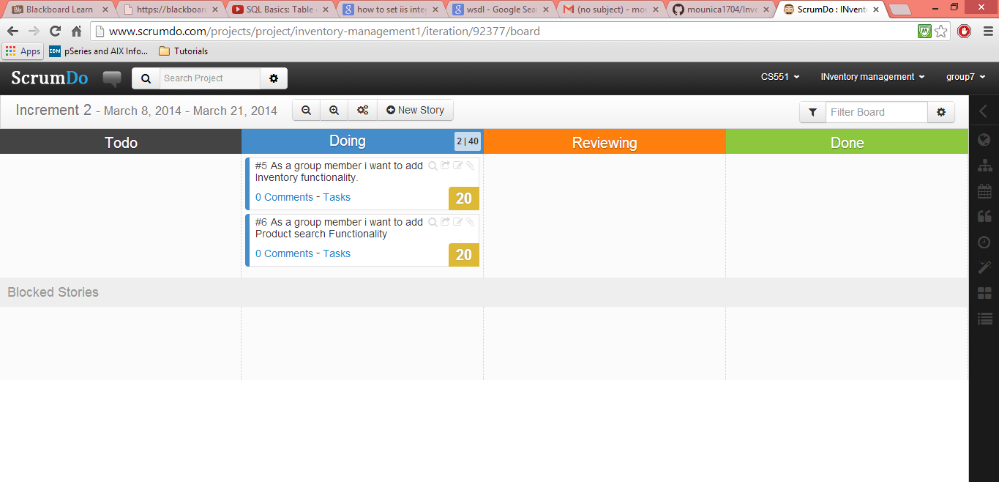 Blackboard Learn
https://blackboar
SQL Basics: Table
how to set iis inte
wsdl - Google Sea
(no subject) - mou
mounica1704/Inve
ScrumDo : INvent
www.scrumdo.com/projects/project/inventory-management1/iteration/92377/board
Apps
IBM pSeries and AIX Info...
Tutorials
ScrumDo
Search Project
CS551
INventory management
group7
Increment 2 - March 8, 2014 - March 21, 2014
New Story
Filter Board
Todo
Doing
2 | 40
Reviewing
Done
#5 As a group member i want to add
Inventory functionality.
0 Comments - Tasks
20
#6 As a group member i want to add
Product search Functionality
0 Comments - Tasks
20
Blocked Stories